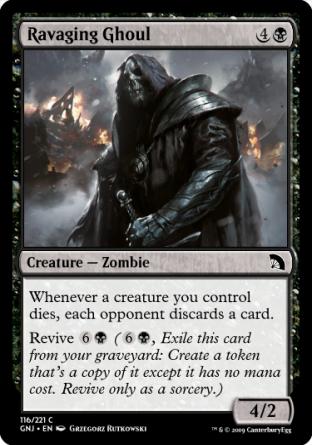 Ravaging Ghoul 4
Creature — Zombie
Whenever a creature you control
dies, each opponent discards a card.
Revive 6 ( 6 , Exile this card
from your graveyard: Create a token
that's a copy of it except it has no mana
cost. Revive only as a sorcery.)
4/2
116/221 C
GNJ • EN GRZEGORZ RUTKOWSKI
™ & © 2019 CanterburyEgg